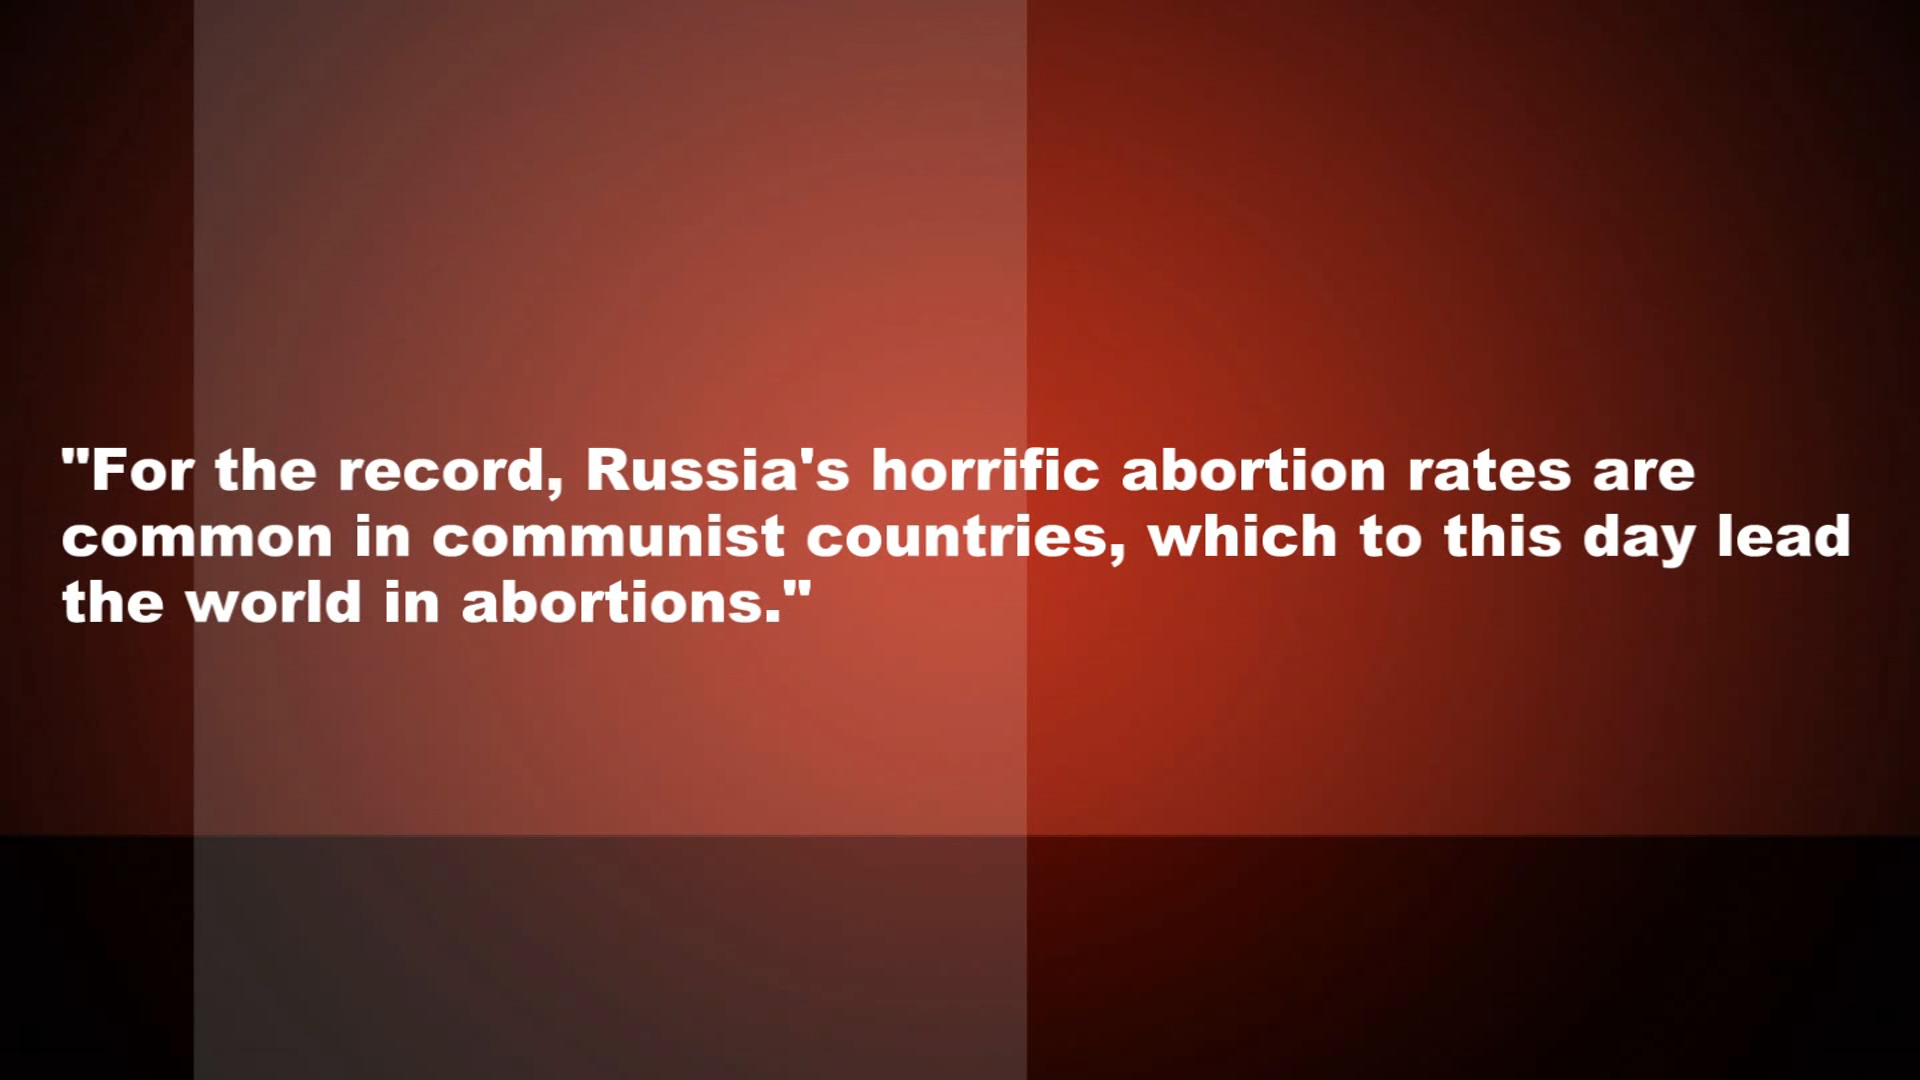 "For the record, Russia's horrific abortion rates are
common in communist countries, which to this day lead
the world in abortions."